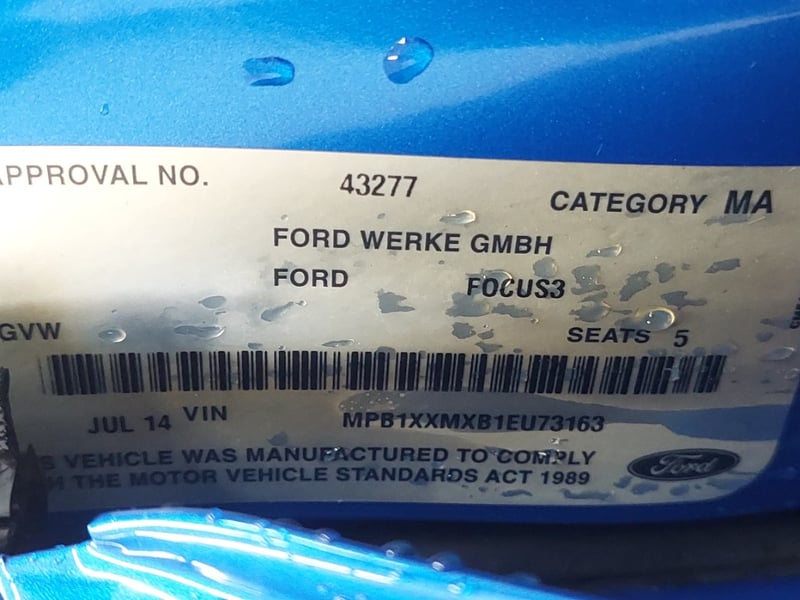 APPROVAL NO. 43277 CATEGORY MA
FORD WERKE GMBH
FORD FOCUS3
GVW SEATS 5
JUL 14 VIN MPB1XXMXB1EU73163
VEHICLE WAS MANUFACTURED TO COMPLY
THE MOTOR VEHICLE STANDARDS ACT 1989
Ford